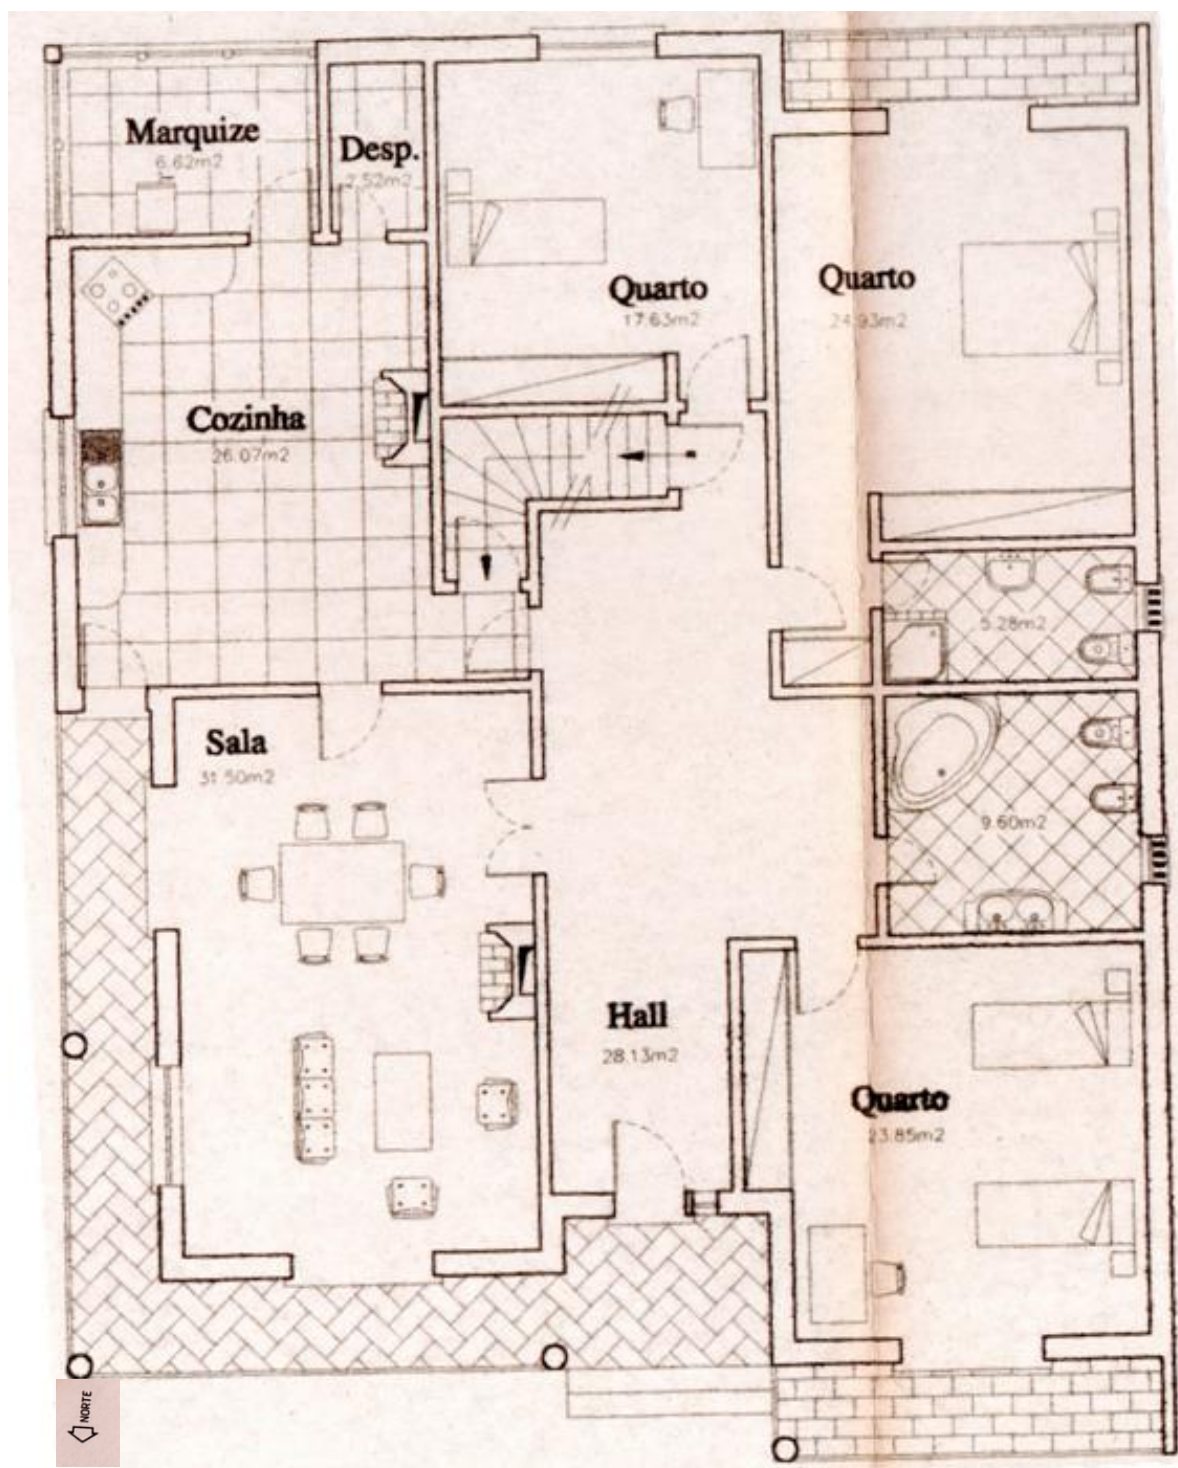 Marquize
6.62m2
Desp.
2.52m2
Quarto
17.63m2
Quarto
24.93m2
Cozinha
26.07m2
5.28m2
Sala
31.50m2
9.60m2
Hall
28.13m2
Quarto
23.85m2
NORTE